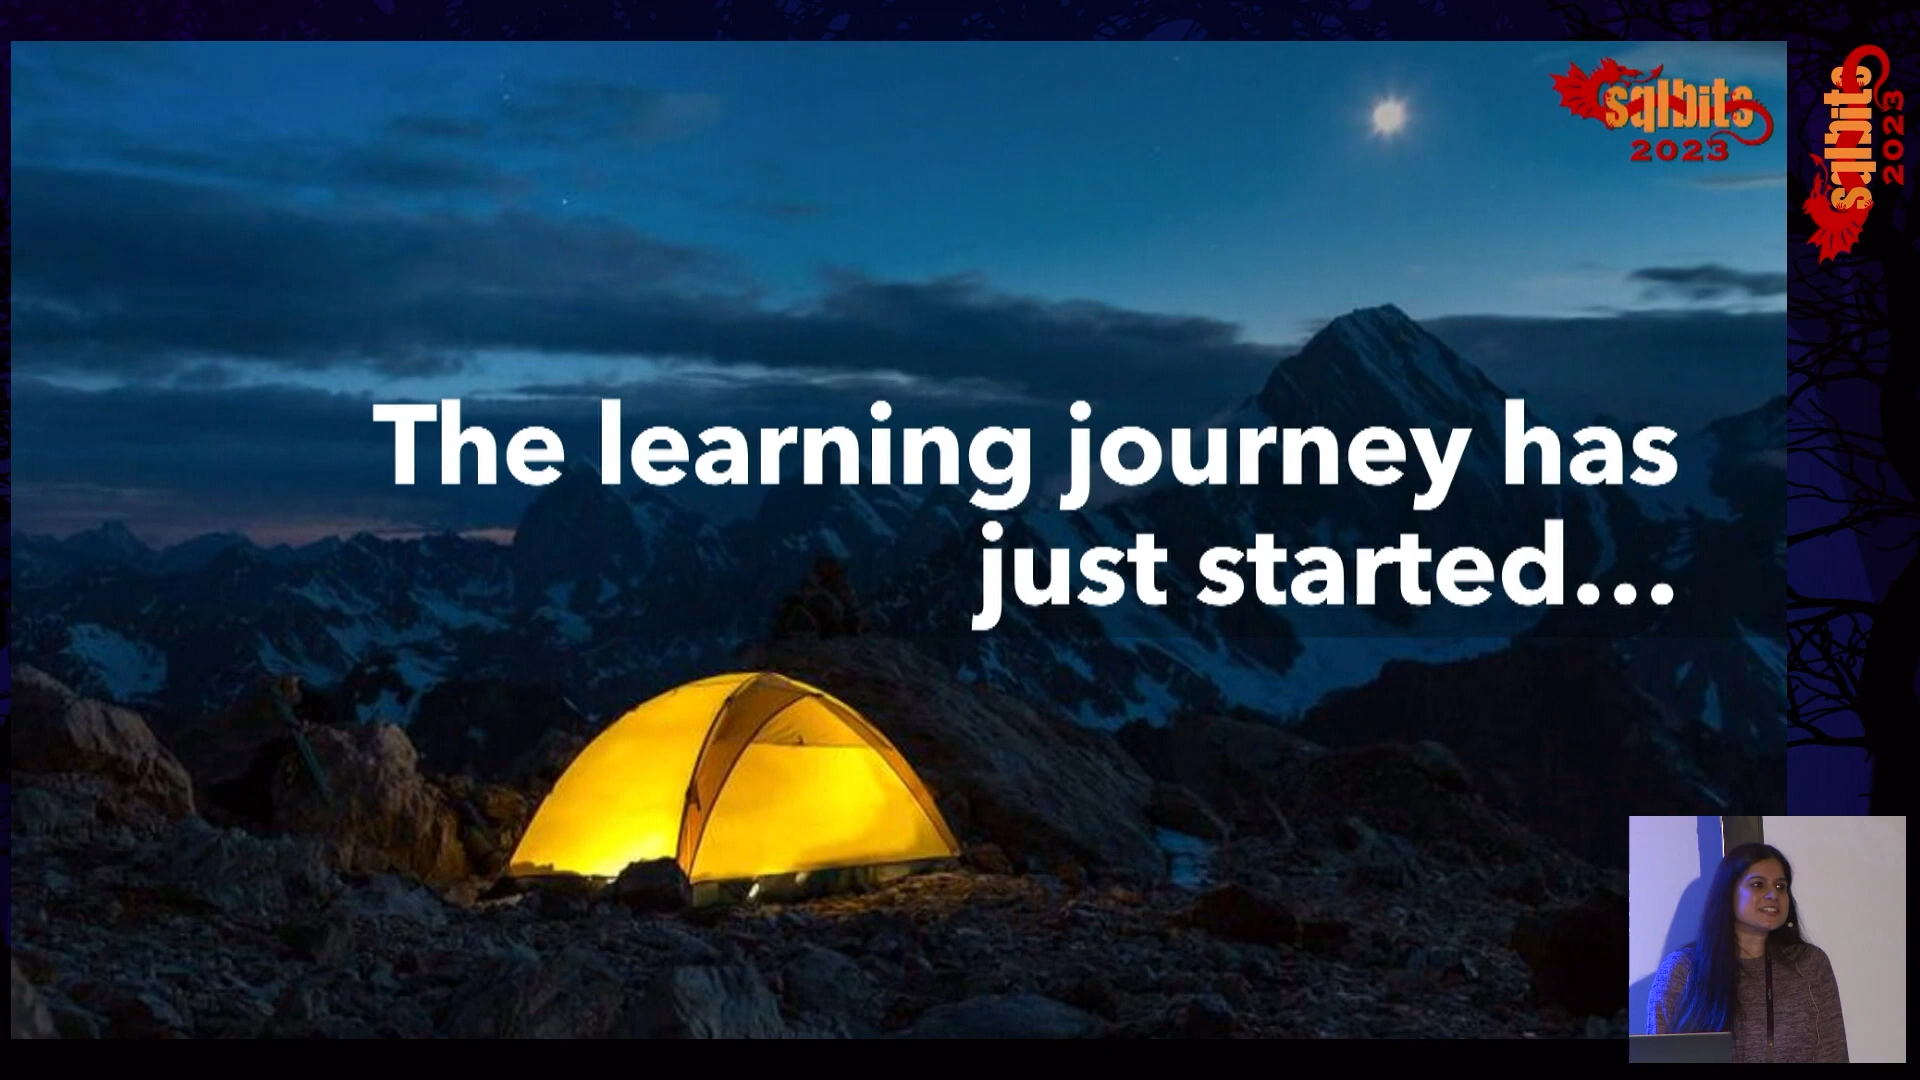 sqlbits
2023
The learning journey has
just started...
sqlbits
2023